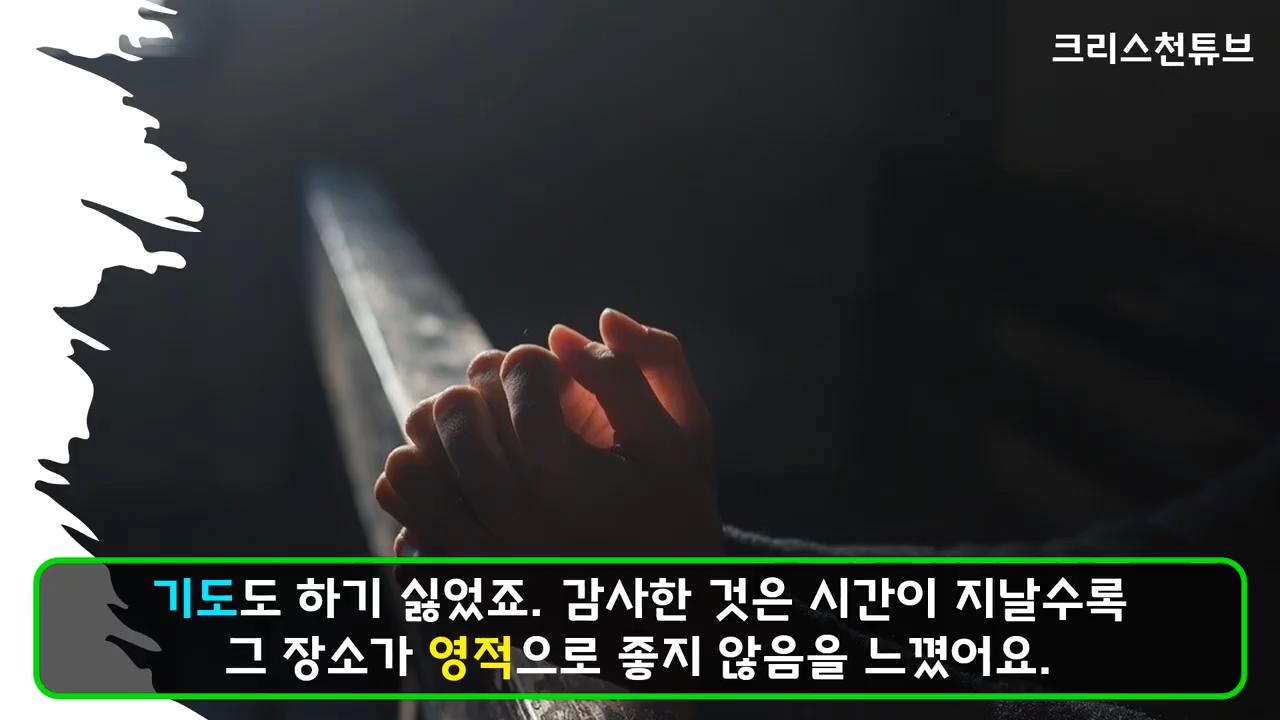 크리스천튜브
기도도 하기 싫었죠. 감사한 것은 시간이 지날수록
그 장소가 영적으로 좋지 않음을 느꼈어요.